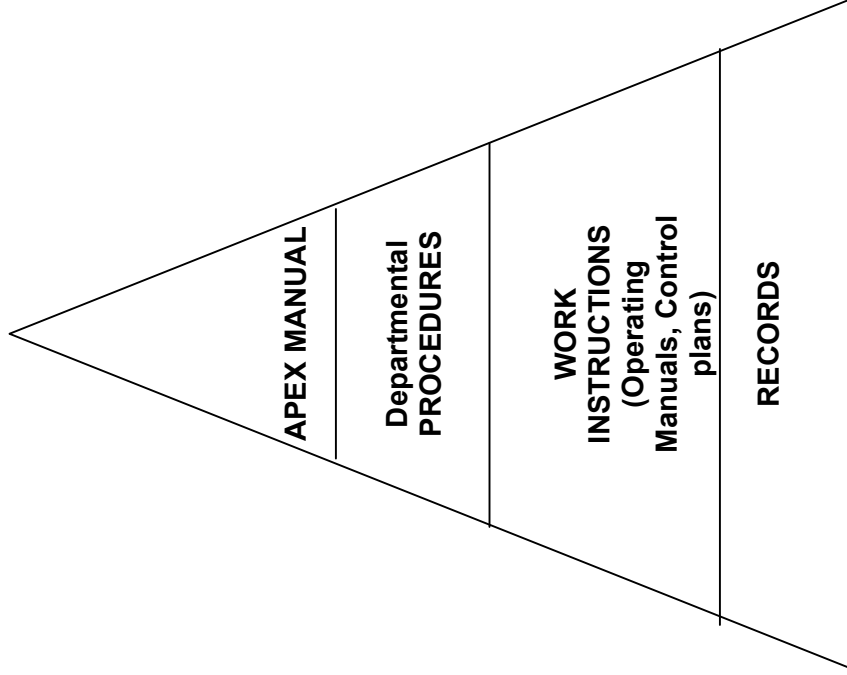 APEX MANUAL
Departmental
PROCEDURES
WORK
INSTRUCTIONS
(Operating
Manuals, Control
plans)
RECORDS